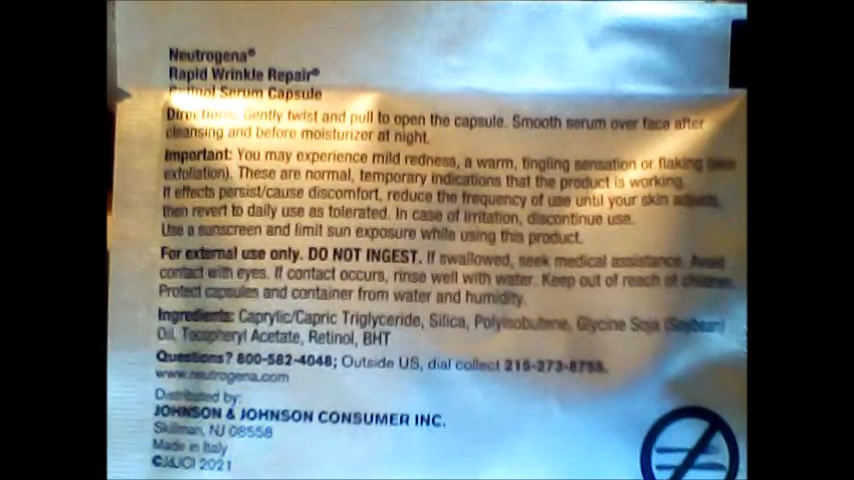 Neutrogena®
Rapid Wrinkle Repair®
Retinol Serum Capsule
Directions: Gently twist and pull to open the capsule. Smooth serum over face after
cleansing and before moisturizer at night.
Important: You may experience mild redness, a warm, tingling sensation or flaking (skin
exfoliation). These are normal, temporary indications that the product is working.
If effects persist/cause discomfort, reduce the frequency of use until your skin adjusts,
then revert to daily use as tolerated. In case of irritation, discontinue use.
Use a sunscreen and limit sun exposure while using this product.
For external use only. DO NOT INGEST. If swallowed, seek medical assistance. Avoid
contact with eyes. If contact occurs, rinse well with water. Keep out of reach of children.
Protect capsules and container from water and humidity.
Ingredients: Caprylic/Capric Triglyceride, Silica, Polyisobutene, Glycine Soja (Soybean)
Oil, Tocopheryl Acetate, Retinol, BHT
Questions? 800-582-4048; Outside US, dial collect 215-273-8755.
www.neutrogena.com
Distributed by:
JOHNSON & JOHNSON CONSUMER INC.
Skillman, NJ 08558
Made in Italy
©J&JCI 2021